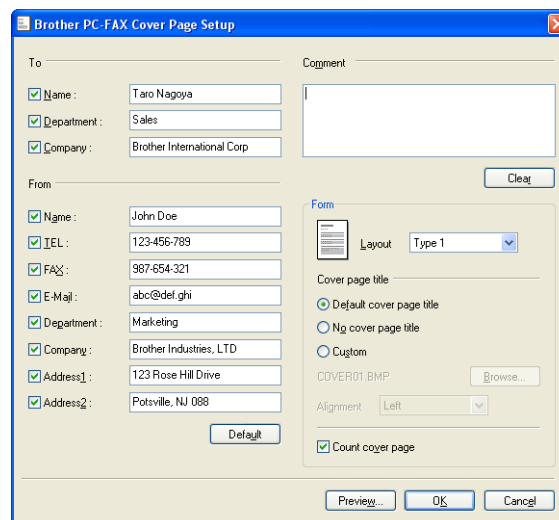 Brother PC-FAX Cover Page Setup
To
Name : Taro Nagoya
Department : Sales
Company : Brother International Corp
From
Name : John Doe
TEL : 123-456-789
FAX : 987-654-321
E-Mail : abc@def.ghi
Department : Marketing
Company : Brother Industries, LTD
Address1 : 123 Rose Hill Drive
Address2 : Potsville, NJ 088
Default
Comment
Clear
Form
Layout Type 1
Cover page title
Default cover page title
No cover page title
Custom
COVER01.BMP Browse...
Alignment Left
Count cover page
Preview... OK Cancel